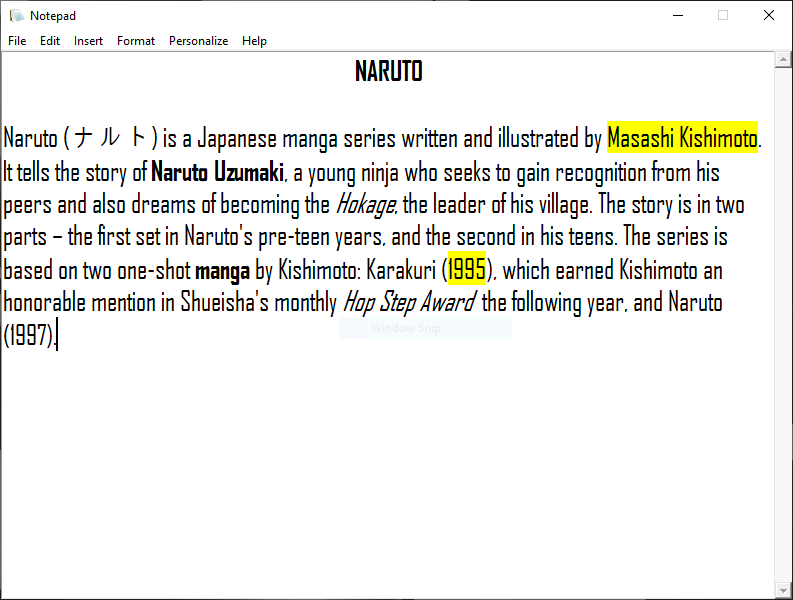 Notepad
File Edit Insert Format Personalize Help
NARUTO
Naruto (ナルト) is a Japanese manga series written and illustrated by Masashi Kishimoto.
It tells the story of Naruto Uzumaki, a young ninja who seeks to gain recognition from his
peers and also dreams of becoming the Hokage, the leader of his village. The story is in two
parts – the first set in Naruto's pre-teen years, and the second in his teens. The series is
based on two one-shot manga by Kishimoto: Karakuri (1995), which earned Kishimoto an
honorable mention in Shueisha's monthly Hop Step Award the following year, and Naruto
Window Snip
(1997).